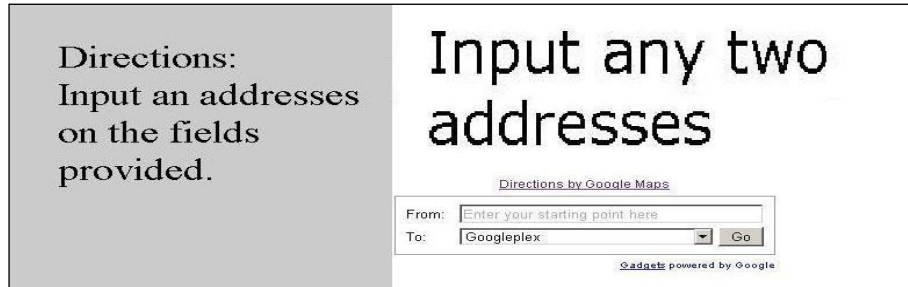 Directions:
Input an addresses
on the fields
provided.
Input any two
addresses
Directions by Google Maps
From: Enter your starting point here
To: Googleplex Go
Gadgets powered by Google